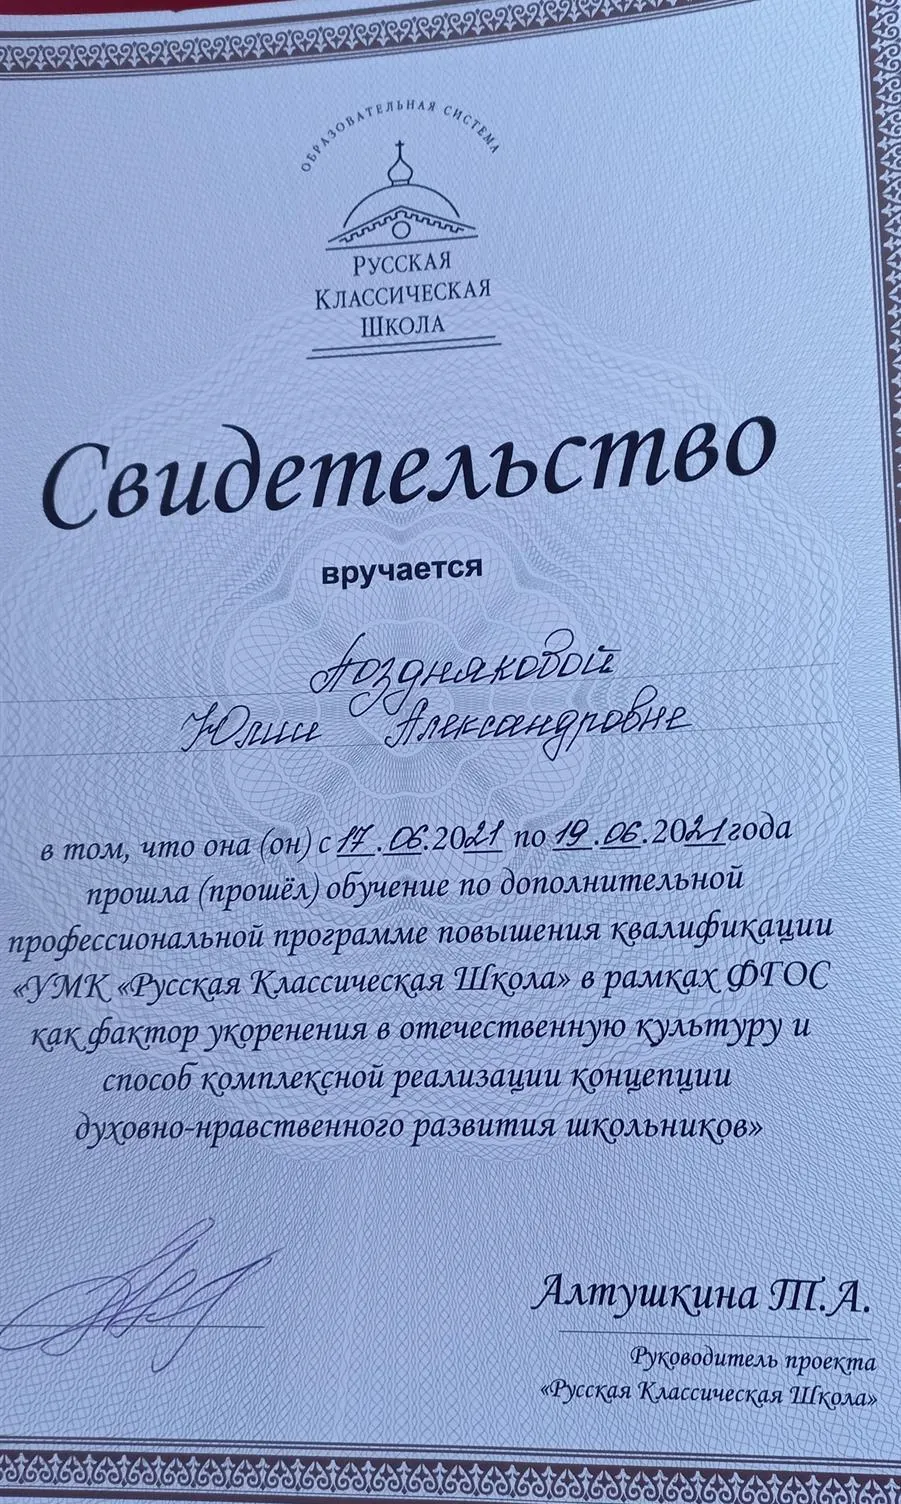 ОБРАЗОВАТЕЛЬНАЯ СИСТЕМА
РУССКАЯ
КЛАССИЧЕСКАЯ
ШКОЛА
Свидетельство
вручается
Поздняковой
Юлии Александровне
в том, что она (он) с 17.06.2021 по 19.06.2021 года
прошла (прошёл) обучение по дополнительной
профессиональной программе повышения квалификации
«УМК «Русская Классическая Школа» в рамках ФГОС
как фактор укоренения в отечественную культуру и
способ комплексной реализации концепции
духовно-нравственного развития школьников»
Алтушкина Т.А.
Руководитель проекта
«Русская Классическая Школа»